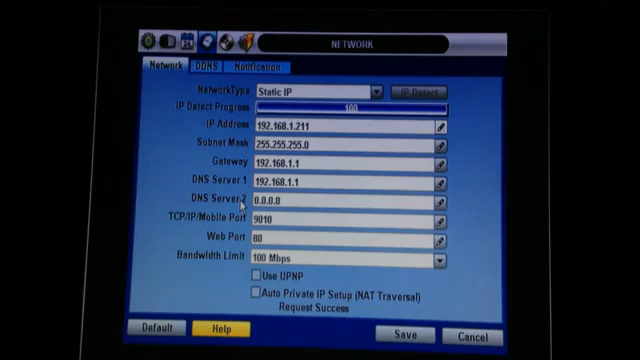 NETWORK
Network DDNS Notification
NetworkType Static IP IP Detect
IP Detect Progress 100
IP Address 192.168.1.211
Subnet Mask 255.255.255.0
Gateway 192.168.1.1
DNS Server 1 192.168.1.1
DNS Server 2 0.0.0.0
TCP/IP/Mobile Port 9010
Web Port 80
Bandwidth Limit 100 Mbps
Use UPNP
Auto Private IP Setup (NAT Traversal)
Request Success
Default Help Save Cancel